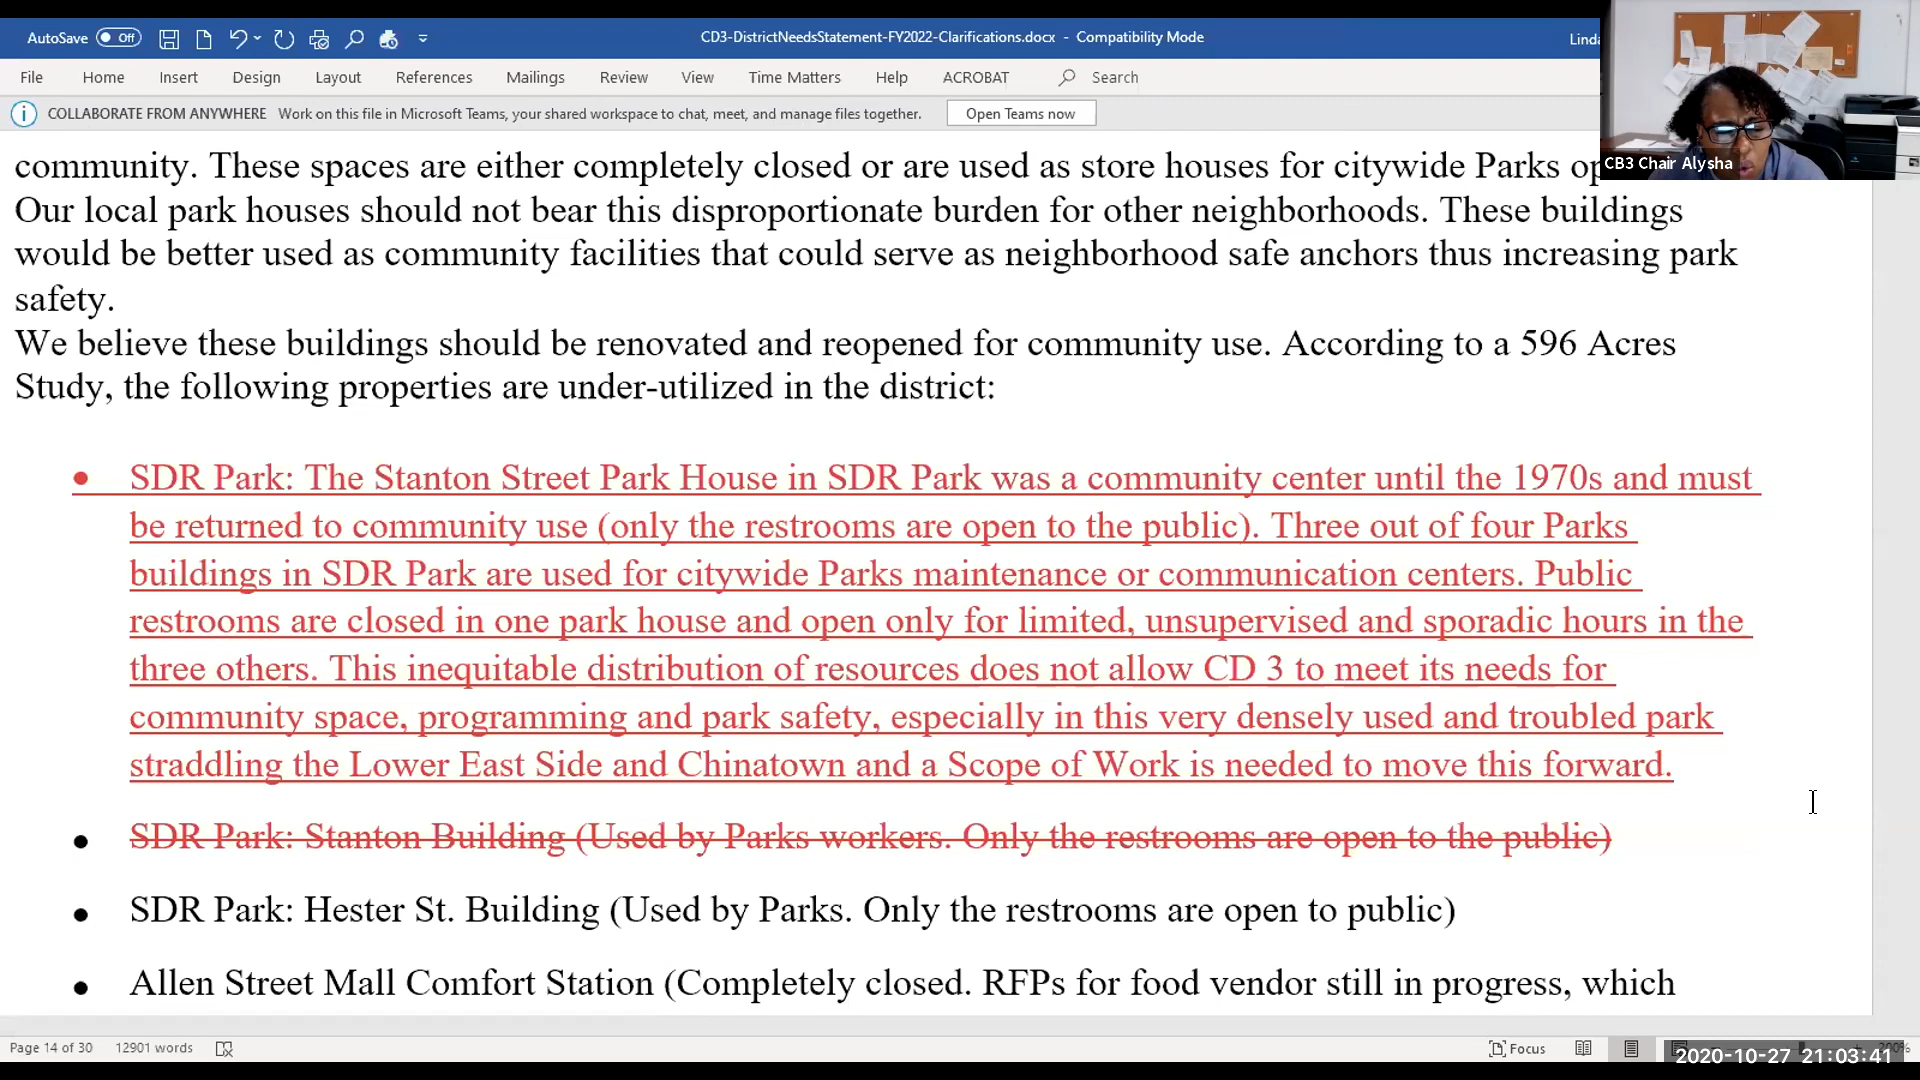 AutoSave Off CD3-DistrictNeedsStatement-FY2022-Clarifications.docx - Compatibility Mode Linda
File Home Insert Design Layout References Mailings Review View Time Matters Help ACROBAT Search
COLLABORATE FROM ANYWHERE Work on this file in Microsoft Teams, your shared workspace to chat, meet, and manage files together. Open Teams now
CB3 Chair Alysha
community. These spaces are either completely closed or are used as store houses for citywide Parks op
Our local park houses should not bear this disproportionate burden for other neighborhoods. These buildings
would be better used as community facilities that could serve as neighborhood safe anchors thus increasing park
safety.
We believe these buildings should be renovated and reopened for community use. According to a 596 Acres
Study, the following properties are under-utilized in the district:
• SDR Park: The Stanton Street Park House in SDR Park was a community center until the 1970s and must
be returned to community use (only the restrooms are open to the public). Three out of four Parks
buildings in SDR Park are used for citywide Parks maintenance or communication centers. Public
restrooms are closed in one park house and open only for limited, unsupervised and sporadic hours in the
three others. This inequitable distribution of resources does not allow CD 3 to meet its needs for
community space, programming and park safety, especially in this very densely used and troubled park
straddling the Lower East Side and Chinatown and a Scope of Work is needed to move this forward.
• SDR Park: Stanton Building (Used by Parks workers. Only the restrooms are open to the public)
• SDR Park: Hester St. Building (Used by Parks. Only the restrooms are open to public)
• Allen Street Mall Comfort Station (Completely closed. RFPs for food vendor still in progress, which
Page 14 of 30 12901 words Focus 200%
2020-10-27 21:03:41